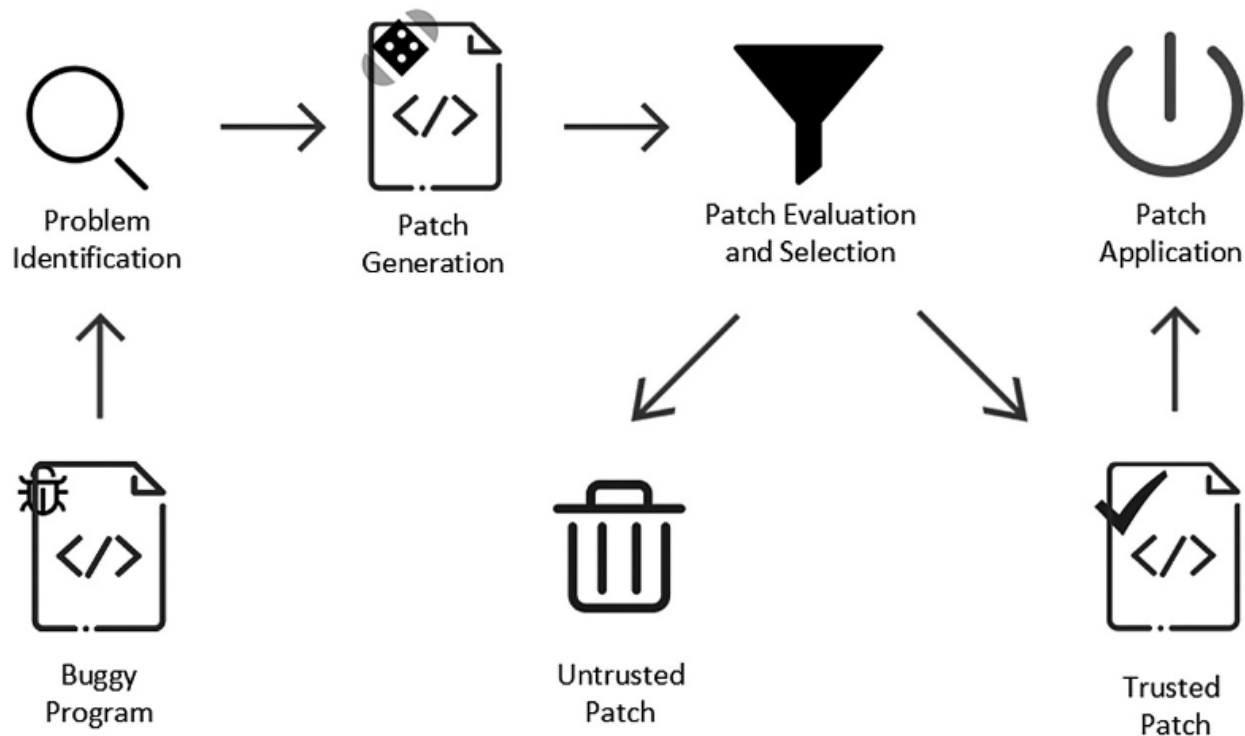 Problem
Identification
Patch
Generation
Patch Evaluation
and Selection
Patch
Application
Buggy
Program
Untrusted
Patch
Trusted
Patch